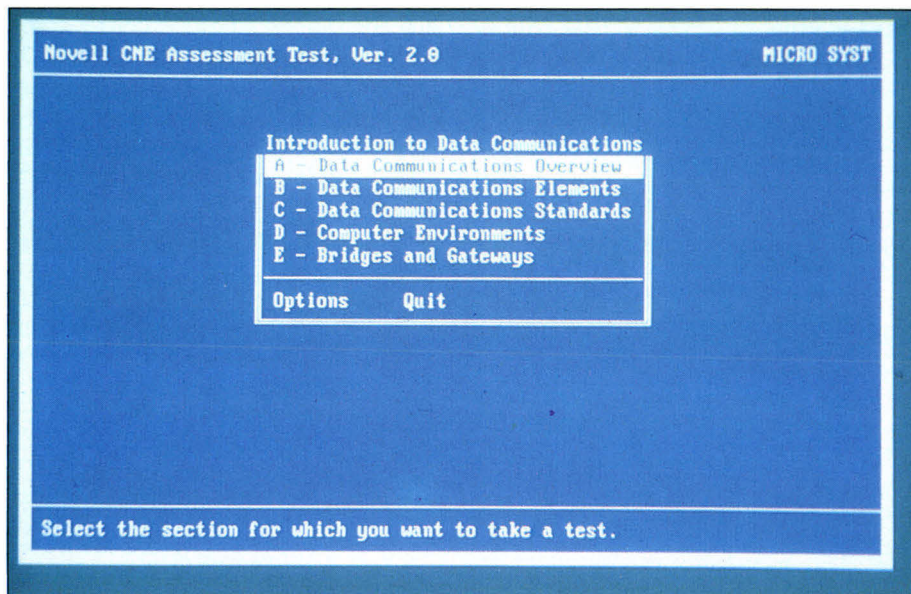 Novell CNE Assessment Test, Ver. 2.0 MICRO SYST
Introduction to Data Communications
A - Data Communications Overview
B - Data Communications Elements
C - Data Communications Standards
D - Computer Environments
E - Bridges and Gateways
Options Quit
Select the section for which you want to take a test.